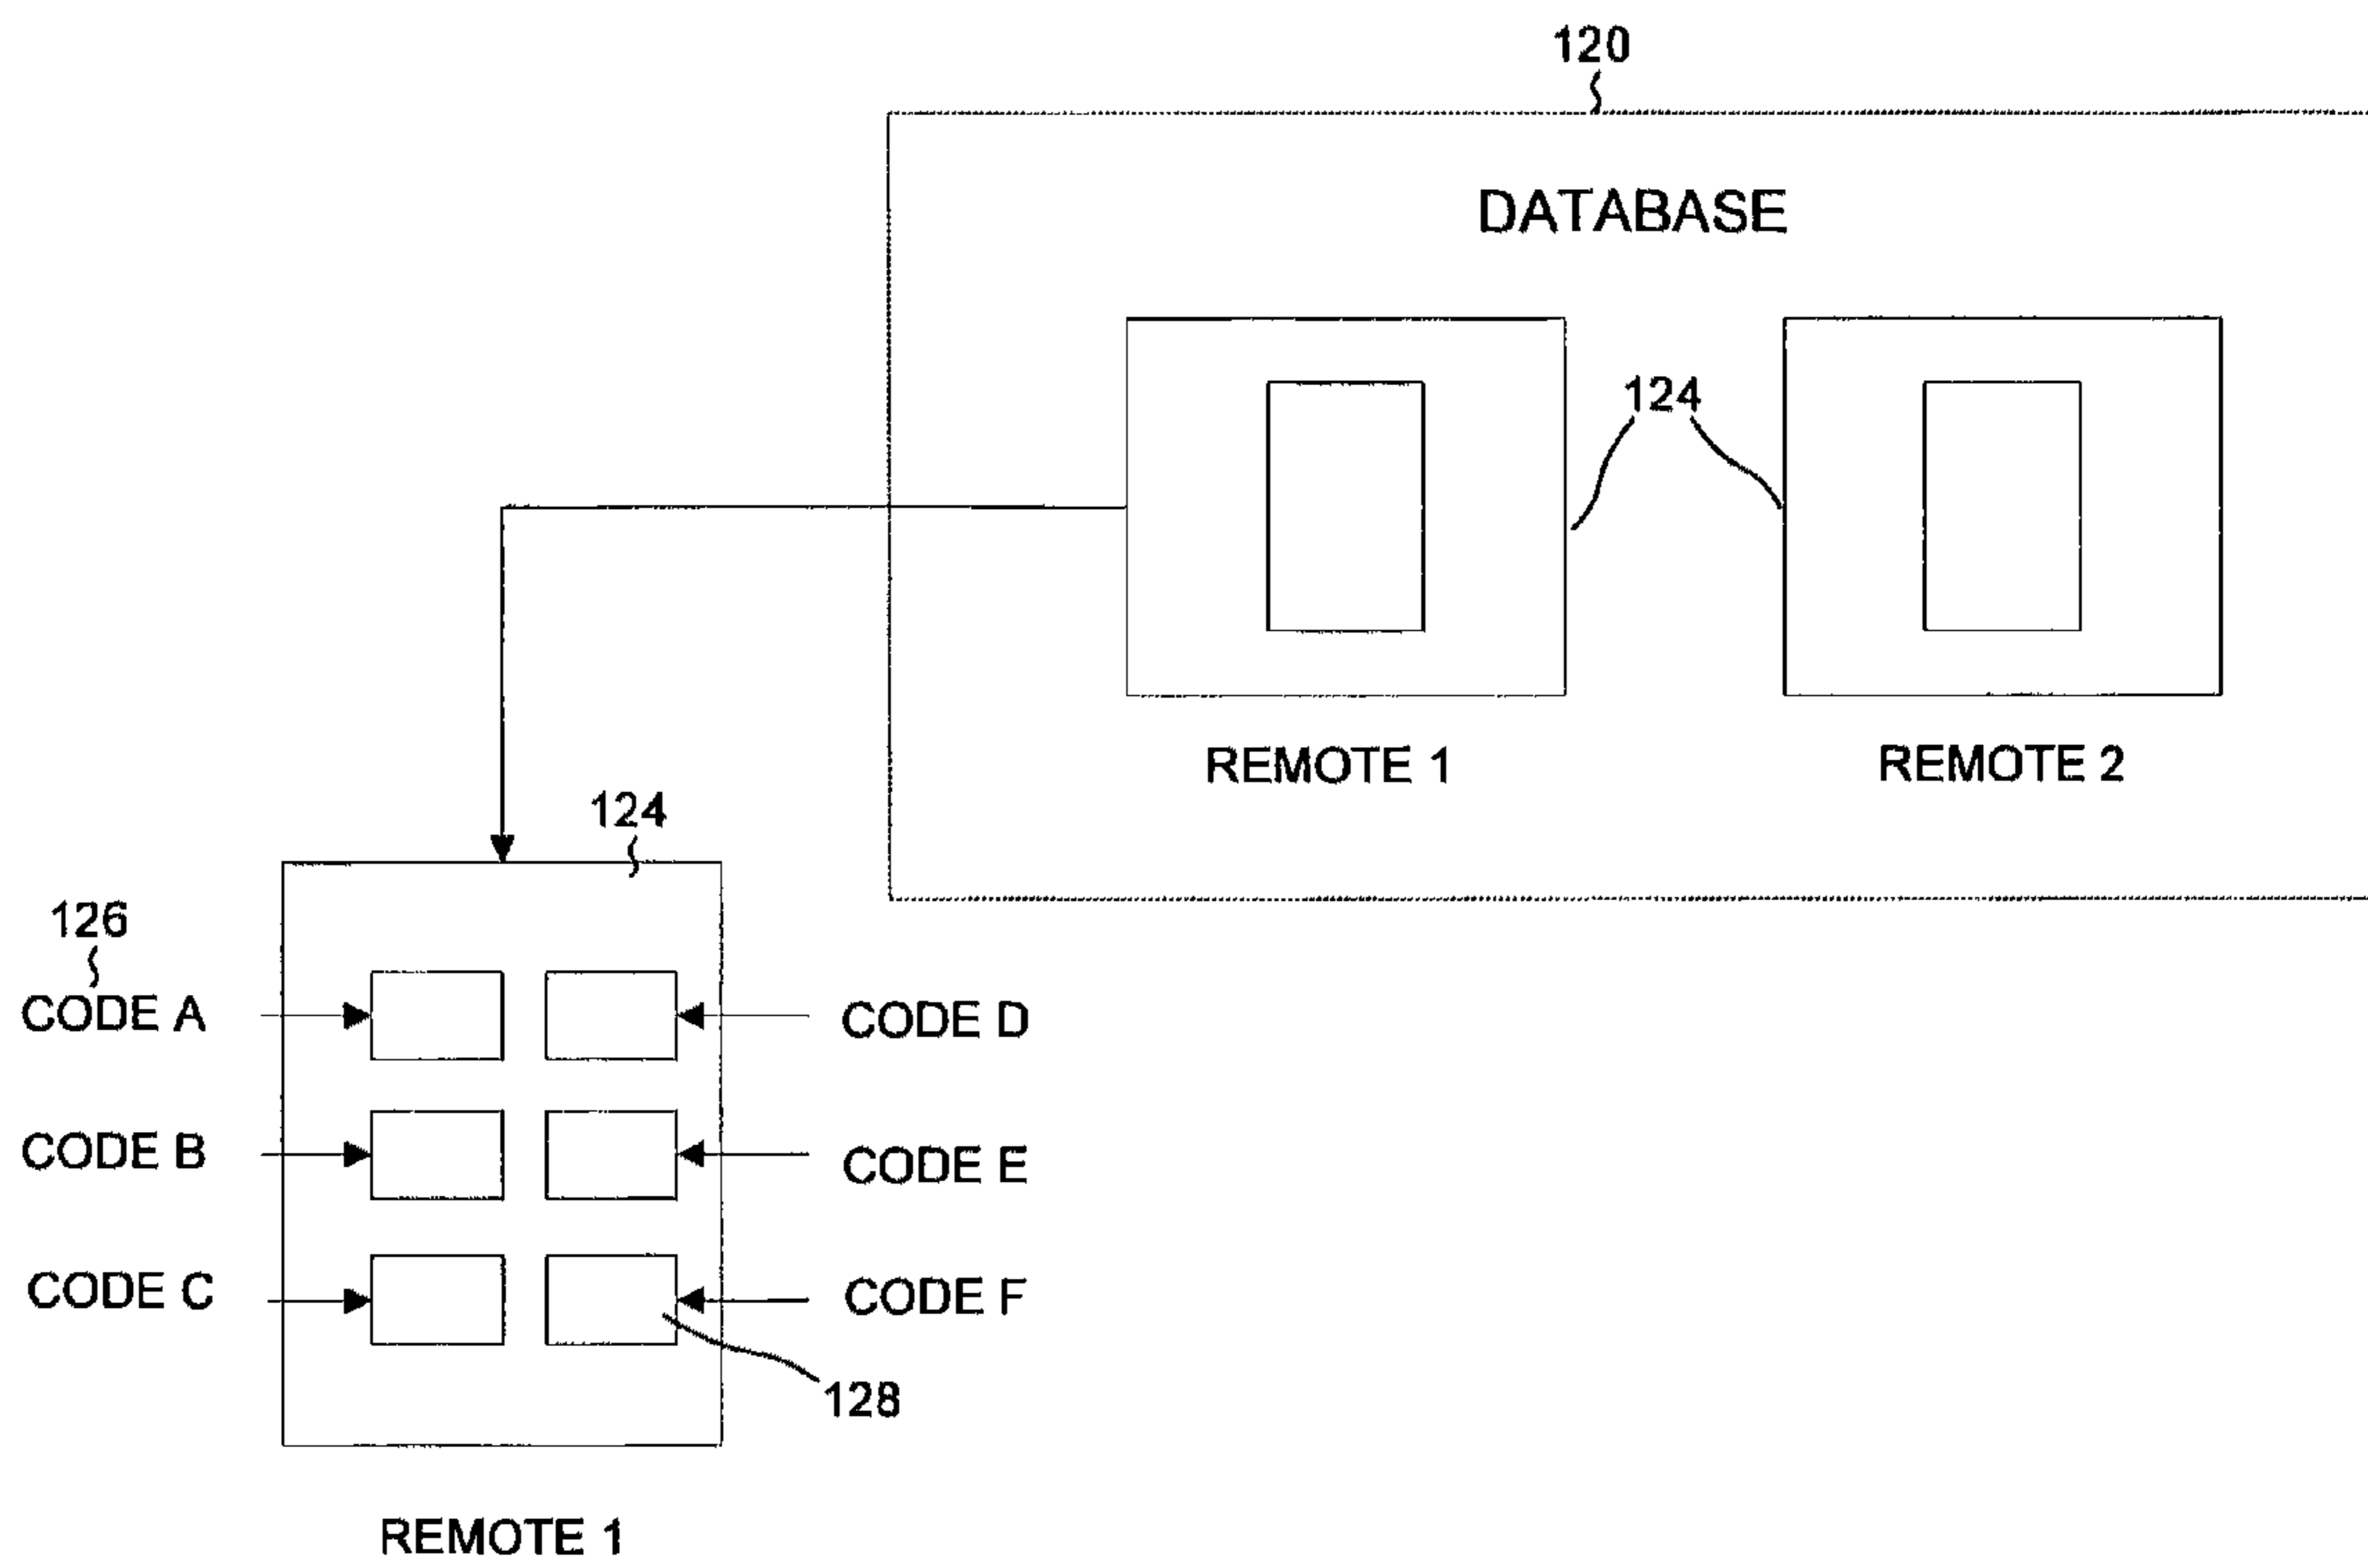 120
DATABASE
124
REMOTE 1
REMOTE 2
124
126
CODE A
CODE D
CODE B
CODE E
CODE C
CODE F
128
REMOTE 1